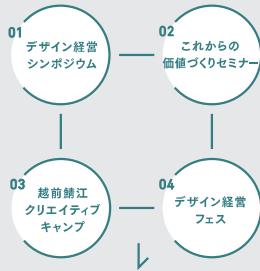 01
デザイン経営
シンポジウム
02
これからの
価値づくりセミナー
03
越前鯖江
クリエイティブ
キャンプ
04
デザイン経営
フェス